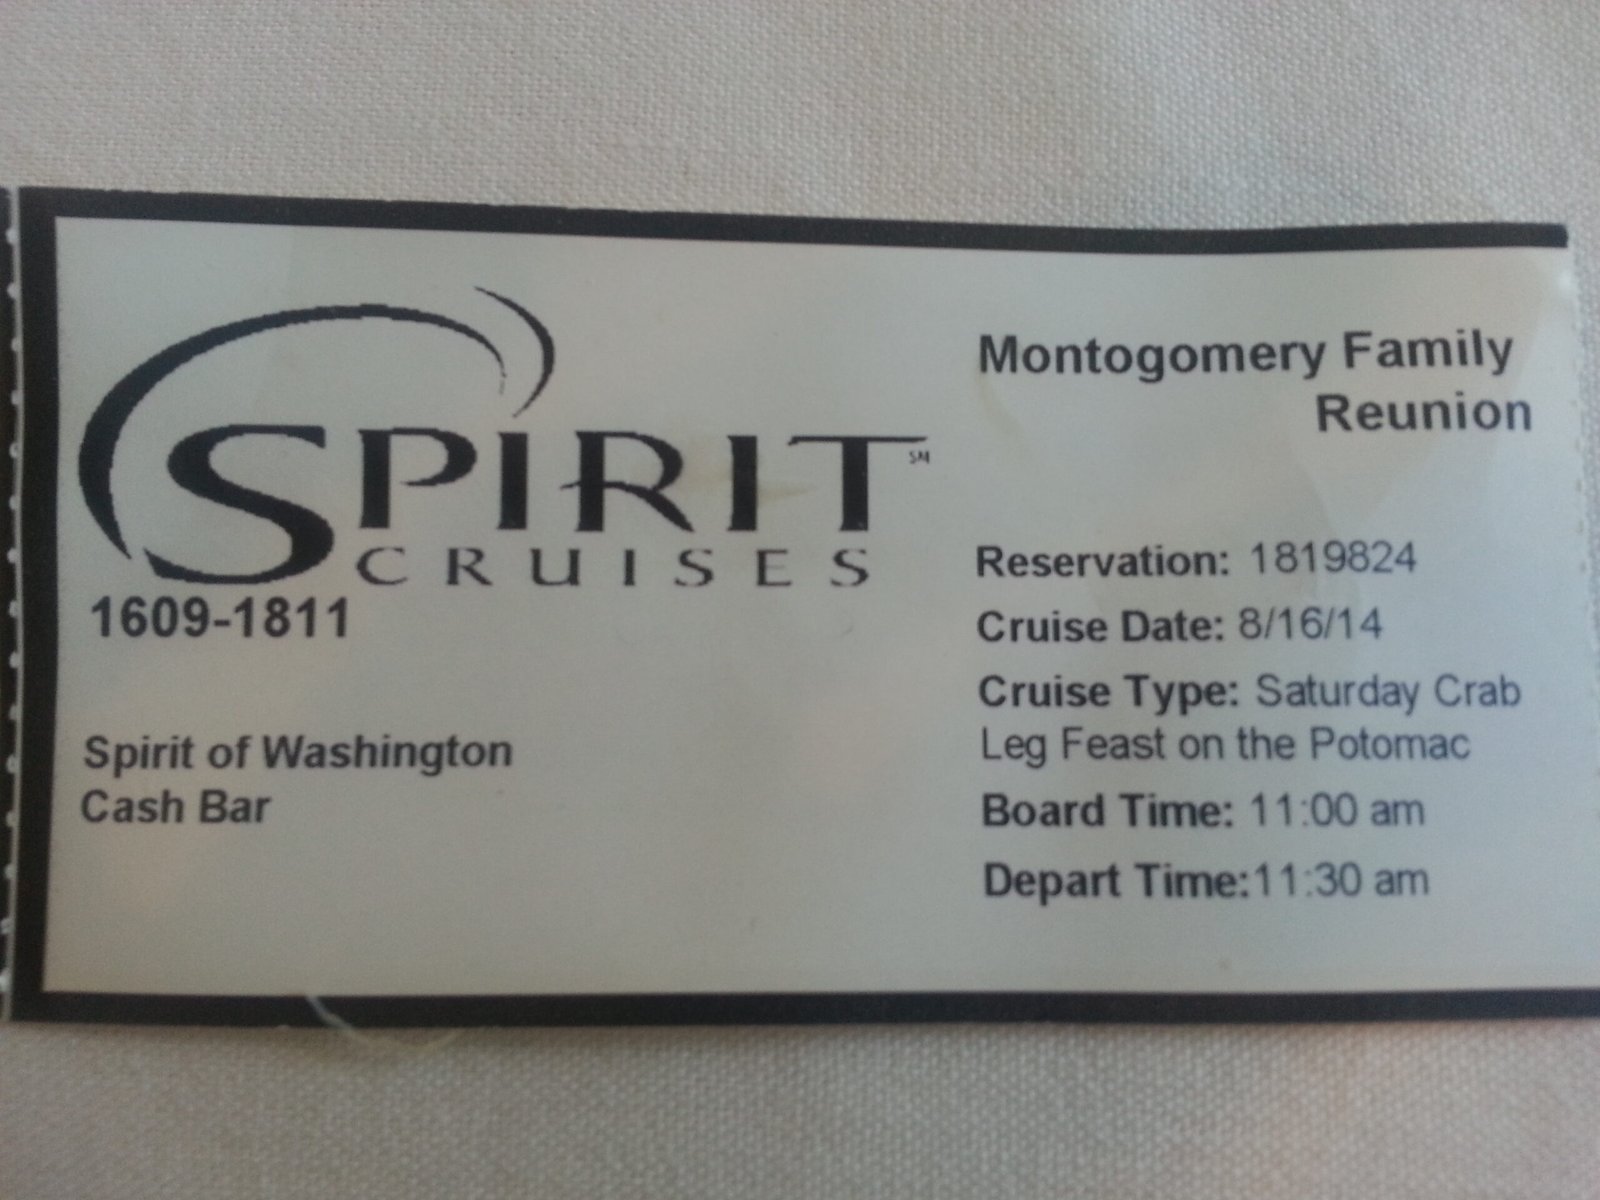 SPIRIT SM
CRUISES
1609-1811
Spirit of Washington
Cash Bar
Montogomery Family
Reunion
Reservation: 1819824
Cruise Date: 8/16/14
Cruise Type: Saturday Crab
Leg Feast on the Potomac
Board Time: 11:00 am
Depart Time:11:30 am